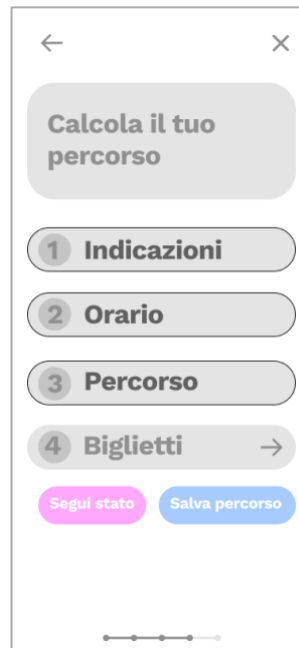 Calcola il tuo
percorso
1 Indicazioni
2 Orario
3 Percorso
4 Biglietti
Segui stato Salva percorso